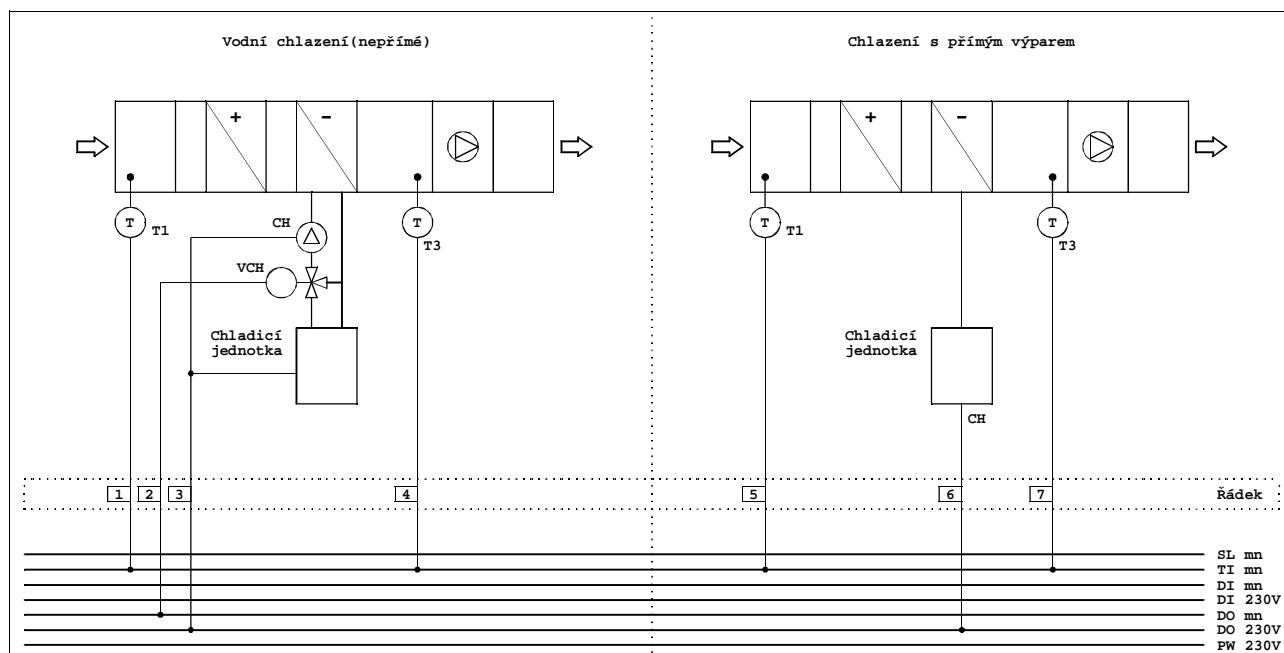 Vodní chlazení(nepřímé)
Chlazení s přímým výparem
+
-
+
-
T
T1
CH
T
T3
VCH
Chladicí
jednotka
T
T1
T
T3
Chladicí
jednotka
CH
1
2
3
4
5
6
7
Řádek
SL mn
TI mn
DI mn
DI 230V
DO mn
DO 230V
PW 230V